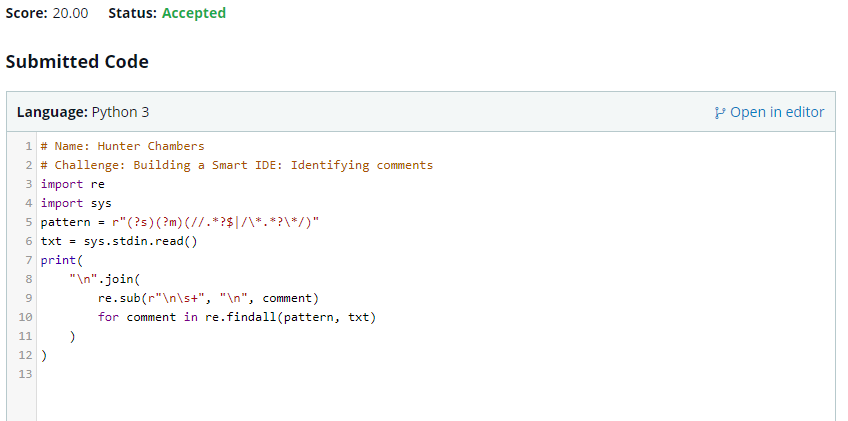 Score: 20.00 Status: Accepted
Submitted Code
Language: Python 3 Open in editor
1 # Name: Hunter Chambers
2 # Challenge: Building a Smart IDE: Identifying comments
3 import re
4 import sys
5 pattern = r"(?s)(?m)(//.*?$|/\*.*?\*/)"
6 txt = sys.stdin.read()
7 print(
8     "\n".join(
9         re.sub(r"\n\s+", "\n", comment)
10         for comment in re.findall(pattern, txt)
11     )
12 )
13